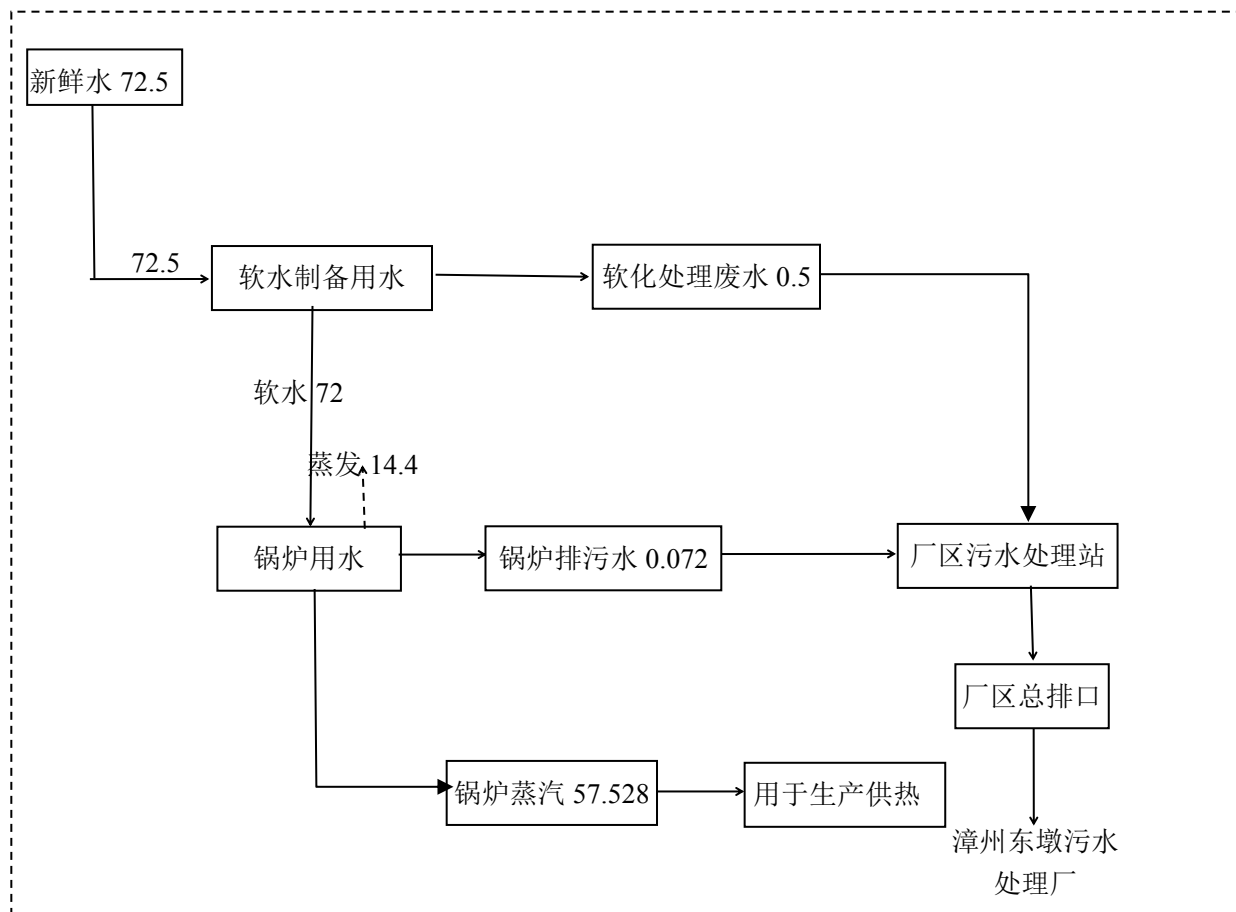 新鲜水 72.5
72.5
软水制备用水
软化处理废水 0.5
软水 72
蒸发 14.4
锅炉用水
锅炉排污水 0.072
厂区污水处理站
厂区总排口
锅炉蒸汽 57.528
用于生产供热
漳州东墩污水
处理厂